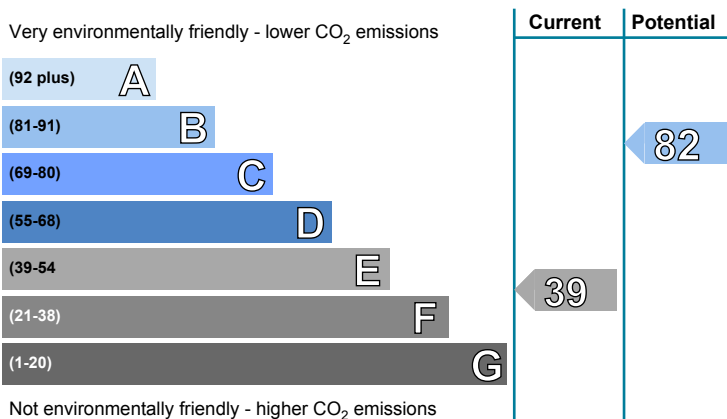 Current Potential
Very environmentally friendly - lower CO2 emissions
(92 plus) A
(81-91) B
82
(69-80) C
(55-68) D
(39-54 E
39
(21-38) F
(1-20) G
Not environmentally friendly - higher CO2 emissions